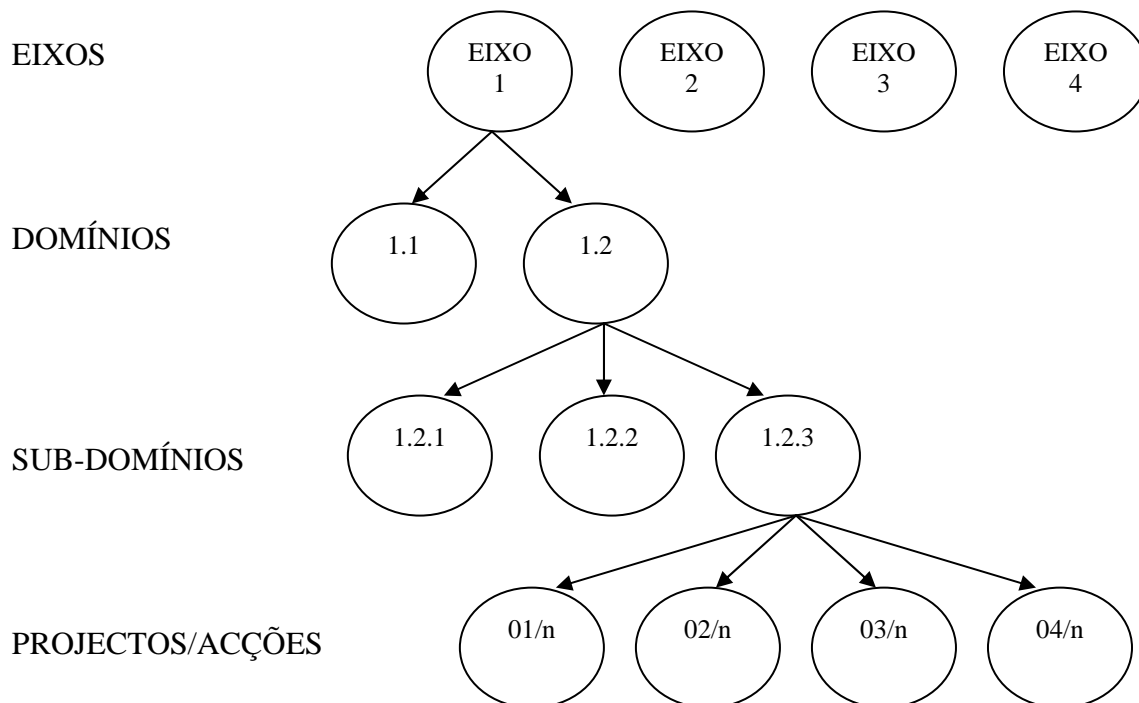 EIXOS
EIXO
1
EIXO
2
EIXO
3
EIXO
4
DOMÍNIOS
1.1
1.2
SUB-DOMÍNIOS
1.2.1
1.2.2
1.2.3
PROJECTOS/ACÇÕES
01/n
02/n
03/n
04/n